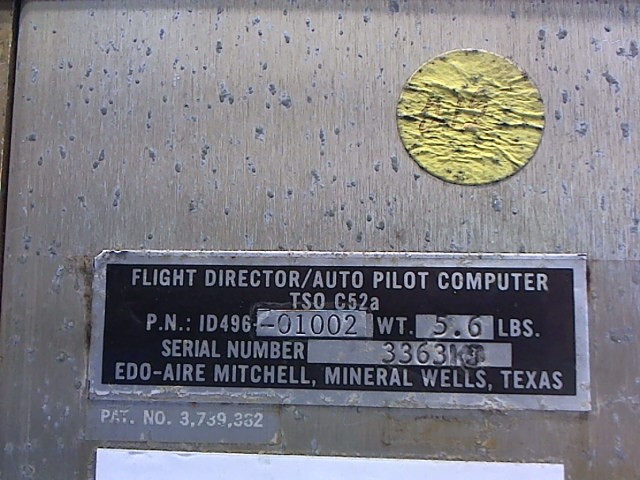 FLIGHT DIRECTOR/AUTO PILOT COMPUTER
TSO C52a
P.N.: ID496--01002 WT. 5.6 LBS.
SERIAL NUMBER
EDO-AIRE MITCHELL, MINERAL WELLS, TEXAS
PAT. NO. 3,739,382